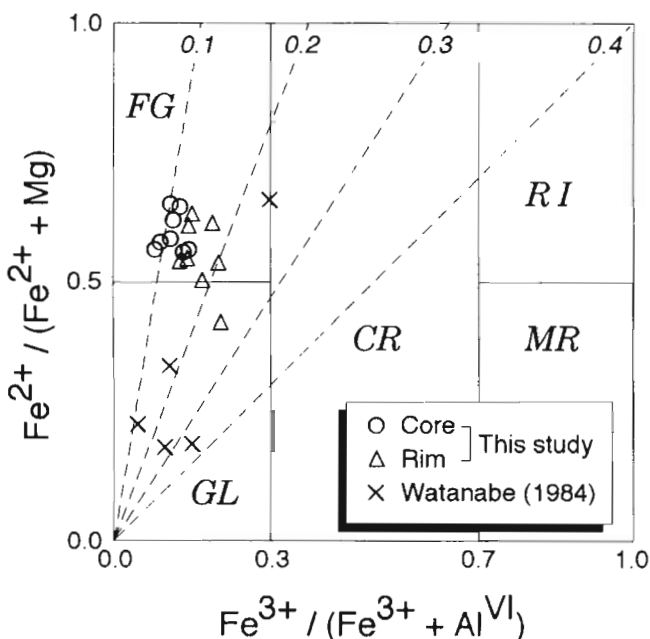 1.0
0.1
0.2
0.3
0.4
FG
RI
Fe2+ / (Fe2+ + Mg)
0.5
CR
MR
Core
This study
Rim
Watanabe (1984)
GL
0.0
0.0
0.3
0.7
1.0
Fe3+ / (Fe3+ + AlVI)